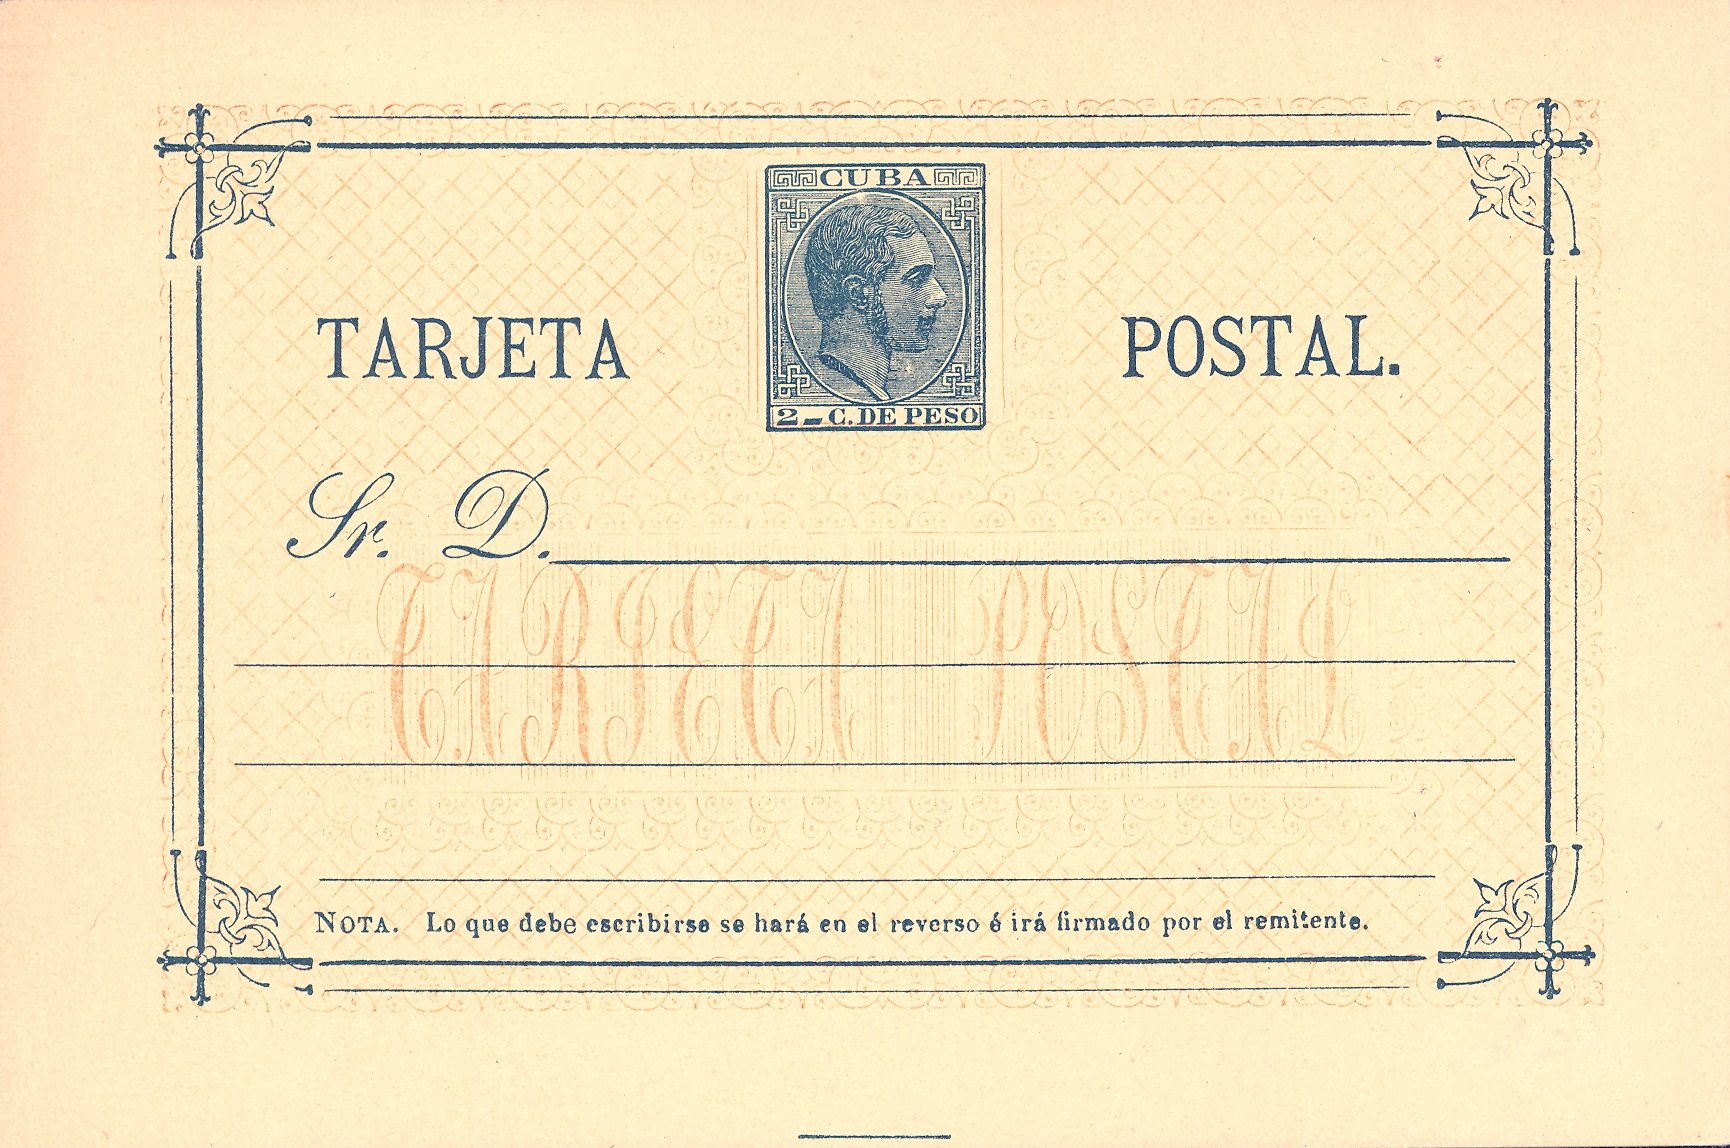 CUBA
TARJETA POSTAL.
2 - C. DE PESO
Sr. D.
TARJETA POSTAL
NOTA. Lo que debe escribirse se hará en el reverso é irá firmado por el remitente.